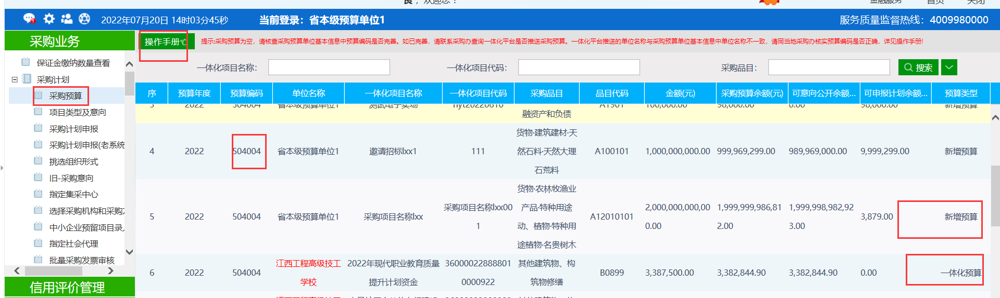 良，欢迎您！ 金融服务 首页 关闭
2022年07月20日 14时03分45秒 当前登录：省本级预算单位1 服务质量监督热线：4009980000
采购业务 操作手册 提示:采购预算为空，请核查采购预算单位基本信息中预算编码是否完善。如已完善，请联系采购办查询一体化平台是否推送采购预算。一体化平台推送的单位名称与采购预算单位基本信息中单位名称不一致，请同当地采购办核实预算编码是否正确，详见操作手册!
保证金缴纳数量查看
采购计划
采购预算
项目类型及意向
采购计划申报
采购计划申报(老系统
挑选组织形式
旧-采购意向
指定集采中心
选择采购机构和采购
中小企业预留项目录
指定社会代理
批量采购发票审核
信用评价管理
一体化项目名称： 一体化项目代码： 采购品目： 搜索
序 预算年度 预算编码 单位名称 一体化项目名称 一体化项目代码 采购品目 品目代码 金额(元) 采购预算余额(元) 可意向公开余额... 可申报计划余额... 预算类型
3 2022 504004 省本级预算单位1 测试电子卖场 hyt20220610 A1901 100,000.00 98,000.00 0.00 98,000.00 新增预算
融资产和负债
货物·建筑建材·天
4 2022 504004 省本级预算单位1 邀请招标lxx1 111 然石料·天然大理 A100101 1,000,000,000.00 999,969,299.00 989,969,000.00 9,999,299.00 新增预算
石荒料
货物·农林牧渔业
采购项目名称lxx00 产品·特种用途 2,000,000,000,00 1,999,999,986,81 1,999,998,982,92
5 2022 504004 省本级预算单位1 采购项目名称lxx A12010101 3,879.00 新增预算
1 动、植物·特种用 0.00 2.00 3.00
途植物·名贵树木
江西工程高级技工 2022年现代职业教育质量 36000022888801 其他建筑物、构
6 2022 504004 B0899 3,387,500.00 3,382,844.90 3,382,844.90 0.00 一体化预算
学校 提升计划资金 0000922 筑物修缮